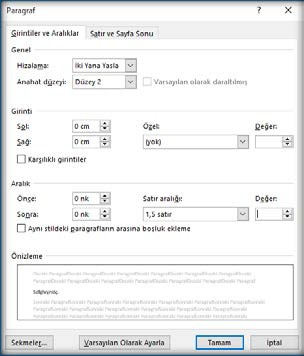 Paragraf
Girintiler ve Aralıklar Satır ve Sayfa Sonu
Genel
Hizalama: İki Yana Yasla
Anahat düzeyi: Düzey 2 Varsayılan olarak daraltılmış
Girinti
Sol: 0 cm Özel: Değer:
Sağ: 0 cm (yok)
Karşılıklı girintiler
Aralık
Önce: 0 nk Satır aralığı: Değer:
Sonra: 0 nk 1,5 satır
Aynı stildeki paragrafların arasına boşluk ekleme
Önizleme
Sekmeler... Varsayılan Olarak Ayarla Tamam İptal